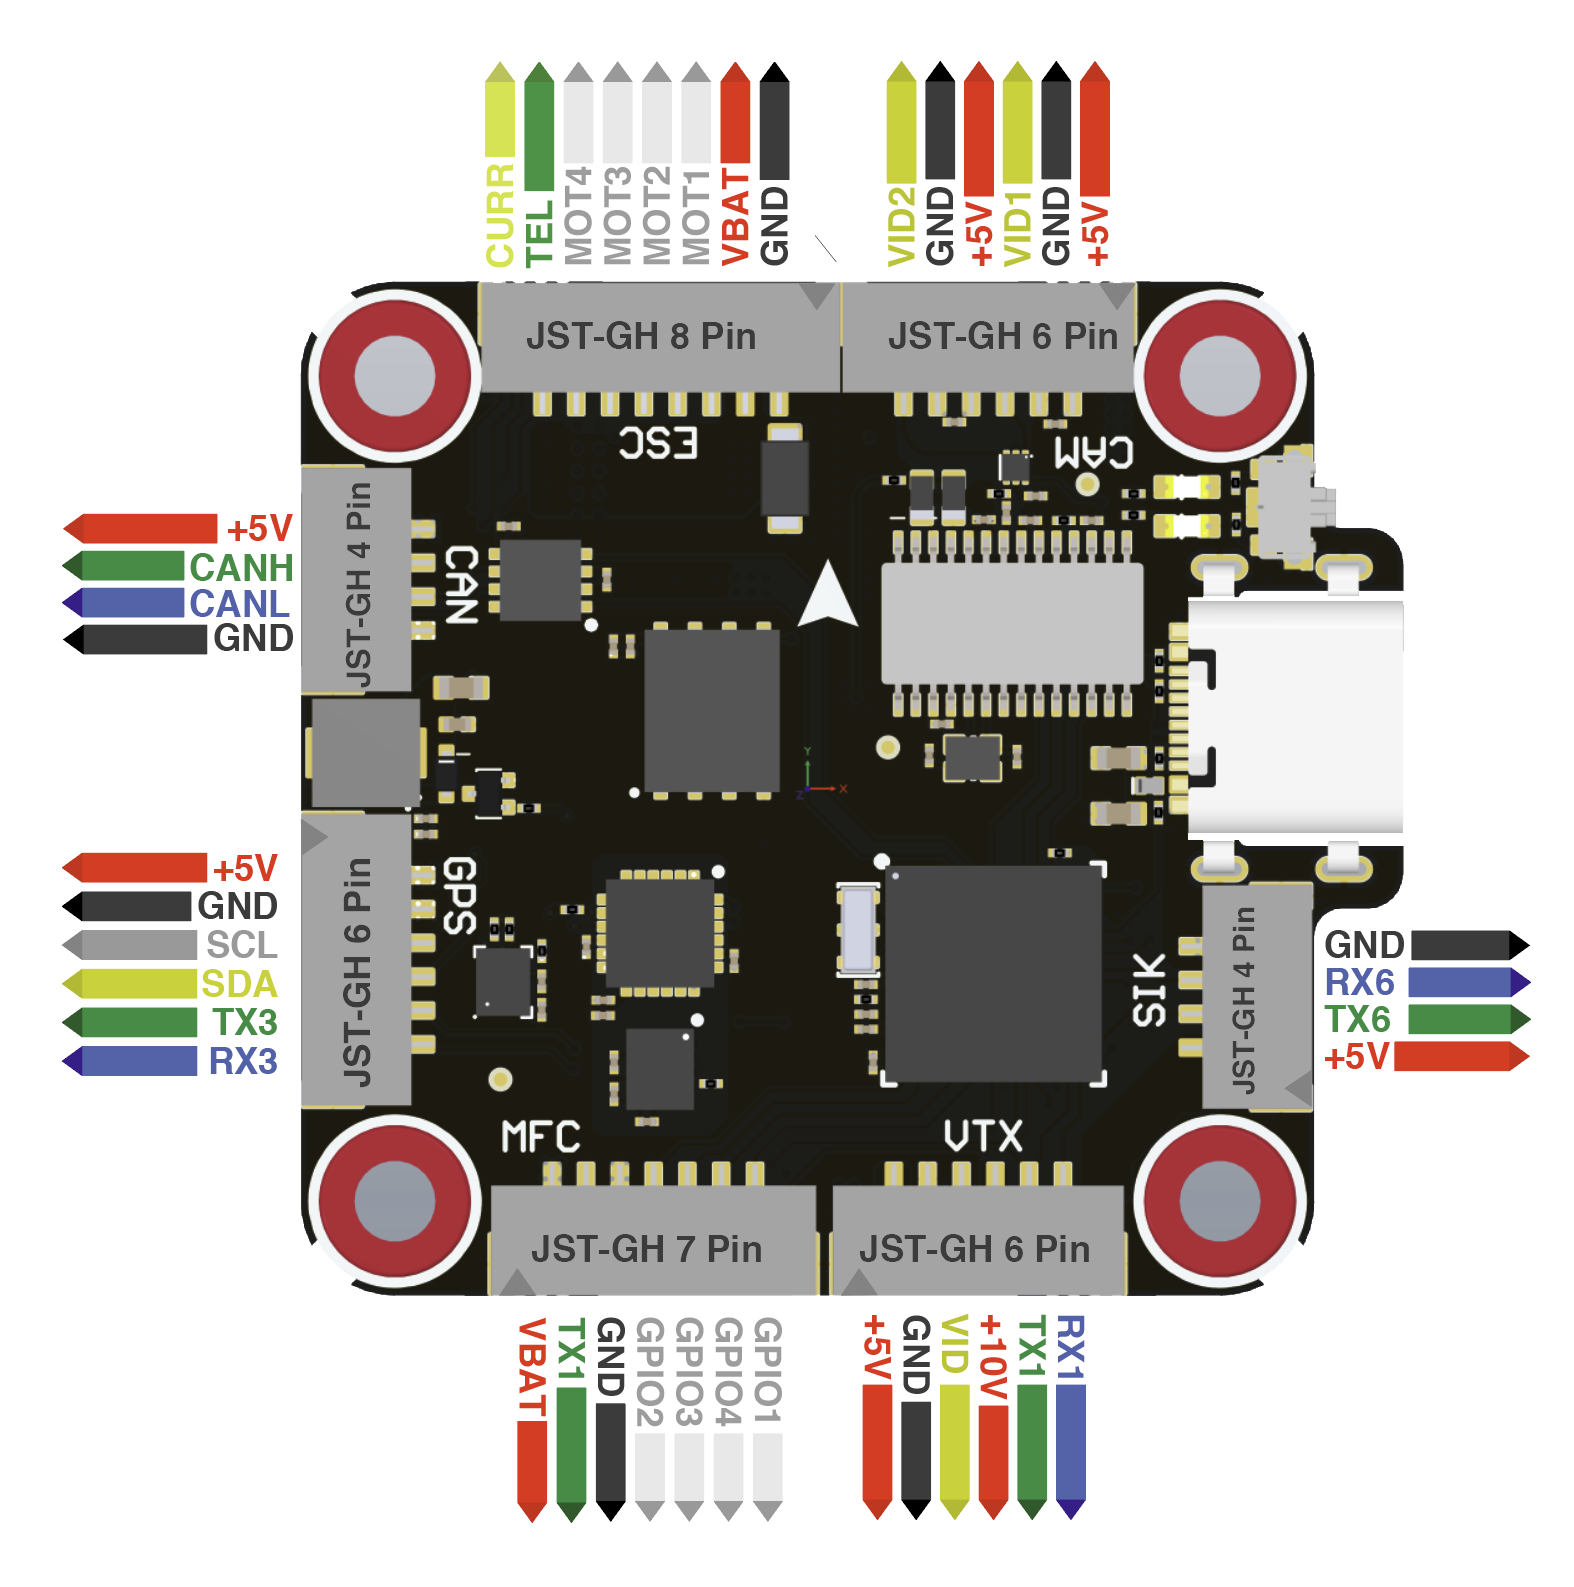 CURR
TEL
MOT4
MOT3
MOT2
MOT1
VBAT
GND
VID2
GND
+5V
VID1
GND
+5V
JST-GH 8 Pin
JST-GH 6 Pin
ESC
CAM
+5V
CANH
CANL
GND
JST-GH 4 Pin
CAN
Y
X
Z
+5V
GND
SCL
SDA
TX3
RX3
JST-GH 6 Pin
GPS
SIK
JST-GH 4 Pin
GND
RX6
TX6
+5V
MFC
VTX
JST-GH 7 Pin
JST-GH 6 Pin
VBAT
TX1
GND
GPIO2
GPIO3
GPIO4
GPIO1
+5V
GND
VID
+10V
TX1
RX1